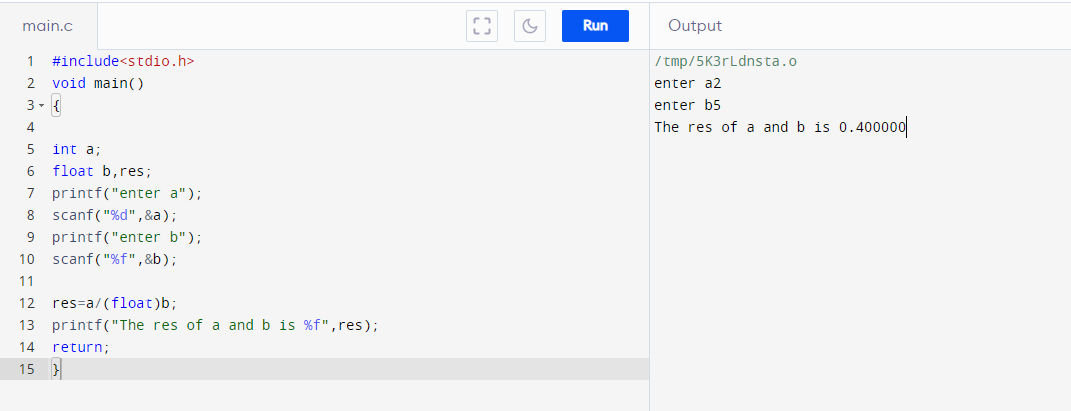 main.c
Run
Output
1 #include<stdio.h>
2 void main()
3 {
4
5 int a;
6 float b,res;
7 printf("enter a");
8 scanf("%d",&a);
9 printf("enter b");
10 scanf("%f",&b);
11
12 res=a/(float)b;
13 printf("The res of a and b is %f",res);
14 return;
15 }
/tmp/5K3rLdnsta.o
enter a2
enter b5
The res of a and b is 0.400000